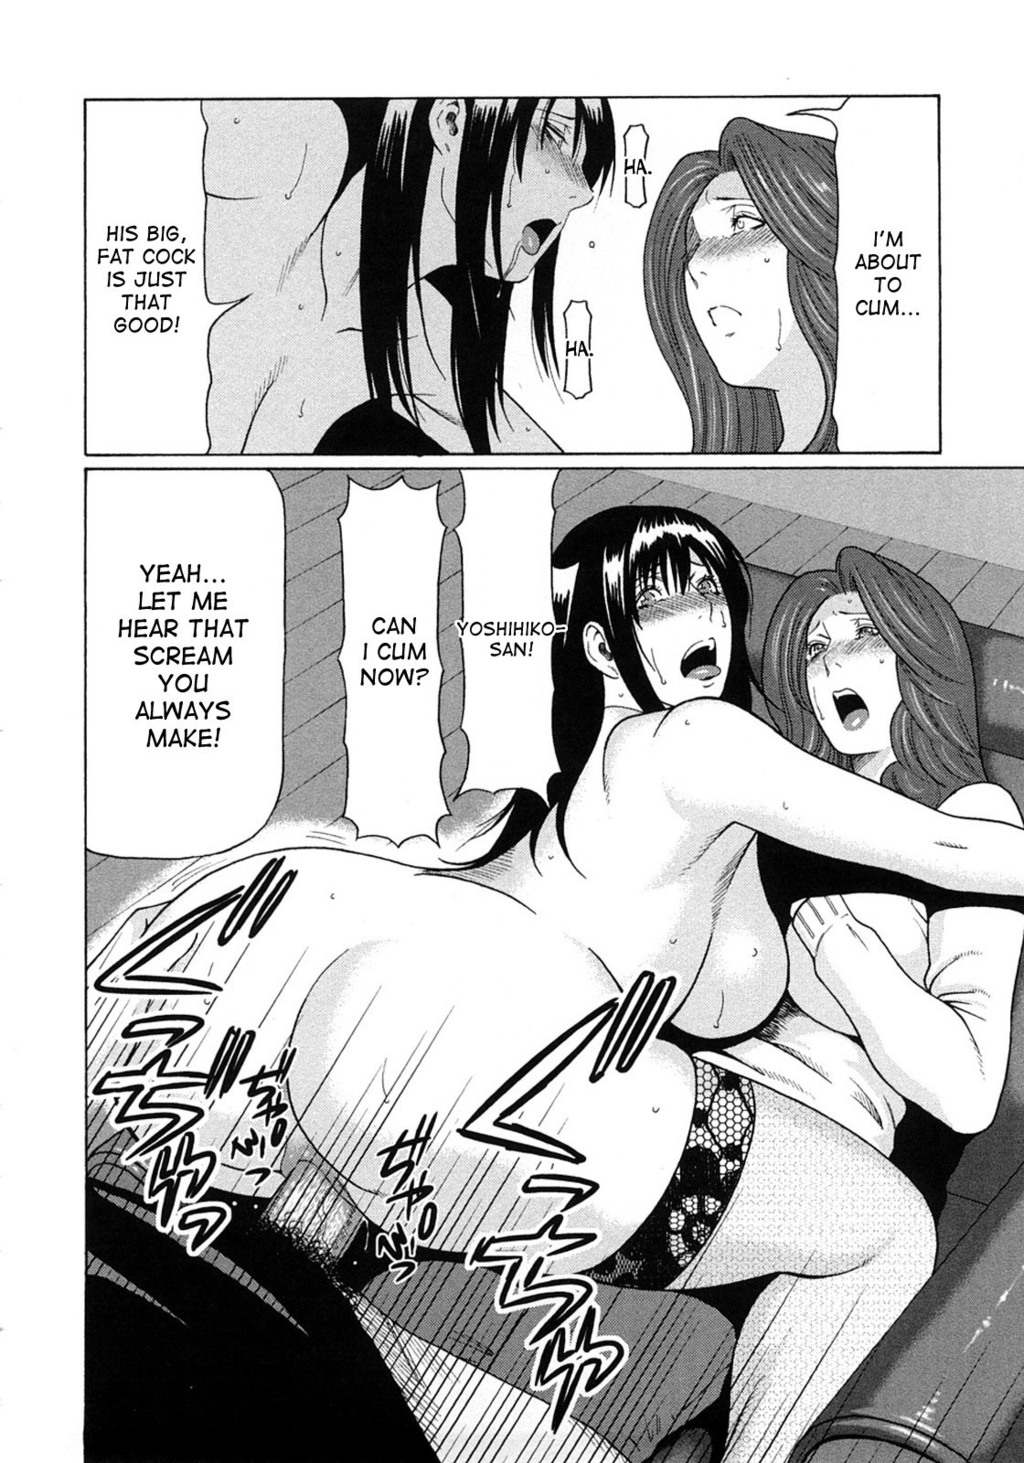 I'M
ABOUT
TO
CUM...
HA.
HA.
HIS BIG,
FAT COCK
IS JUST
THAT
GOOD!
YOSHIHIKO-
SAN!
CAN
I CUM
NOW?
YEAH...
LET ME
HEAR THAT
SCREAM
YOU
ALWAYS
MAKE!